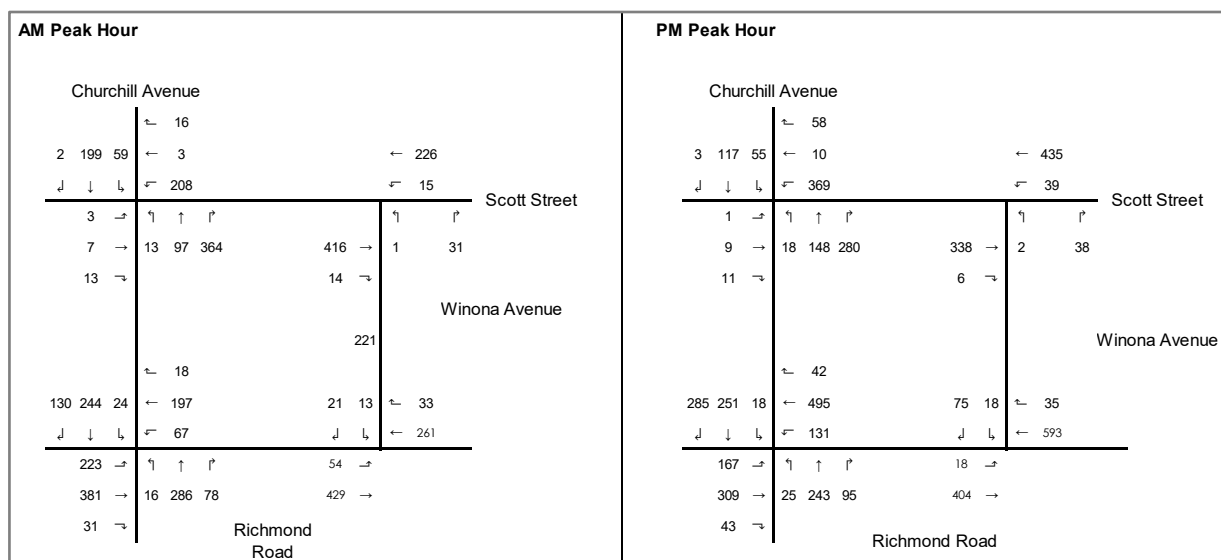 AM Peak Hour
Churchill Avenue
↰ 16
2 199 59 ← 3 ← 226
↲ ↓ ↳ ↰ 208 ↰ 15
Scott Street
3 ↰ ↑ ↱
7 → 13 97 364 416 → 1 31
13 14
Winona Avenue
221
18
130 244 24 ← 197 21 13 33
↲ ↓ ↳ 67 ↲ ↳ ← 261
223 ↰ ↑ ↱ 54
381 → 16 286 78 429 →
31
Richmond
Road
PM Peak Hour
Churchill Avenue
58
3 117 55 ← 10 ← 435
↲ ↓ ↳ 369 39
Scott Street
1 ↰ ↑ ↱
9 → 18 148 280 338 → 2 38
11 6
Winona Avenue
42
285 251 18 ← 495 75 18 35
↲ ↓ ↳ 131 ↲ ↳ ← 593
167 ↰ ↑ ↱ 18
309 → 25 243 95 404 →
43
Richmond Road